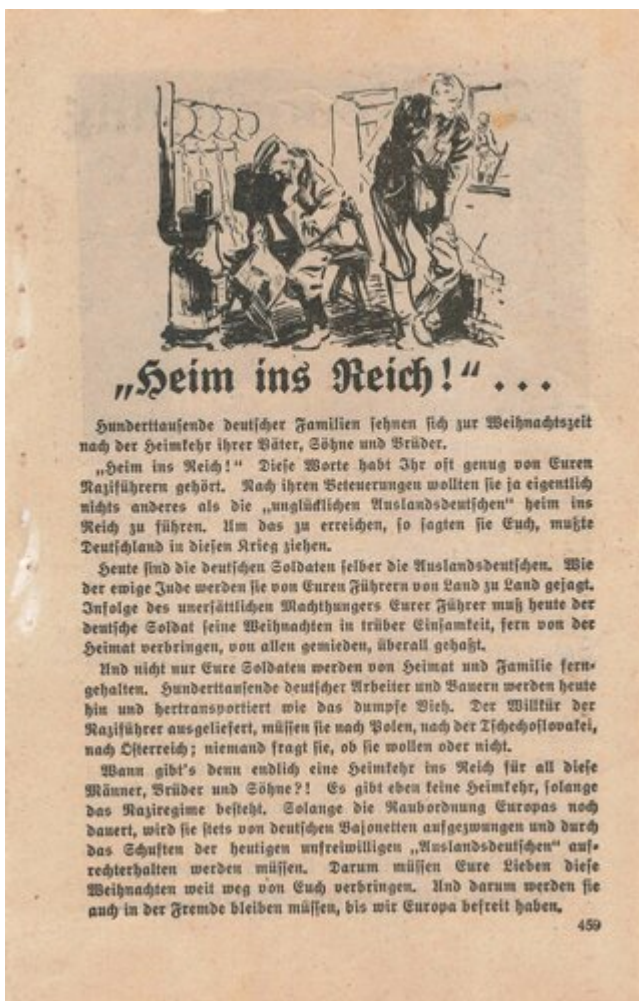 „Heim ins Reich!“ ...
Hunderttausende deutscher Familien sehnen sich zur Weihnachtszeit
nach der Heimkehr ihrer Väter, Söhne und Brüder.
„Heim ins Reich!“ Diese Worte habt Ihr oft genug von Euren
Naziführern gehört. Nach ihren Beteuerungen wollten sie ja eigentlich
nichts anderes als die „unglücklichen Auslandsdeutschen“ heim ins
Reich zu führen. Um das zu erreichen, so sagten sie Euch, mußte
Deutschland in diesen Krieg ziehen.
Heute sind die deutschen Soldaten selber die Auslandsdeutschen. Wie
der ewige Jude werden sie von Euren Führern von Land zu Land gejagt.
Infolge des unersättlichen Machthungers Eurer Führer muß heute der
deutsche Soldat seine Weihnachten in trüber Einsamkeit, fern von der
Heimat verbringen, von allen gemieden, überall gehaßt.
Und nicht nur Eure Soldaten werden von Heimat und Familie fern-
gehalten. Hunderttausende deutscher Arbeiter und Bauern werden heute
hin und hertransportiert wie das dumpfe Vieh. Der Willkür der
Naziführer ausgeliefert, müssen sie nach Polen, nach der Tschechoslovakei,
nach Österreich; niemand fragt sie, ob sie wollen oder nicht.
Wann gibt's denn endlich eine Heimkehr ins Reich für all diese
Männer, Brüder und Söhne?! Es gibt eben keine Heimkehr, solange
das Naziregime besteht. Solange die Raubordnung Europas noch
dauert, wird sie stets von deutschen Bajonetten aufgezwungen und durch
das Schuften der heutigen unfreiwilligen „Auslandsdeutschen“ auf-
rechterhalten werden müssen. Darum müssen Eure Lieben diese
Weihnachten weit weg von Euch verbringen. Und darum werden sie
auch in der Fremde bleiben müssen, bis wir Europa befreit haben.
459